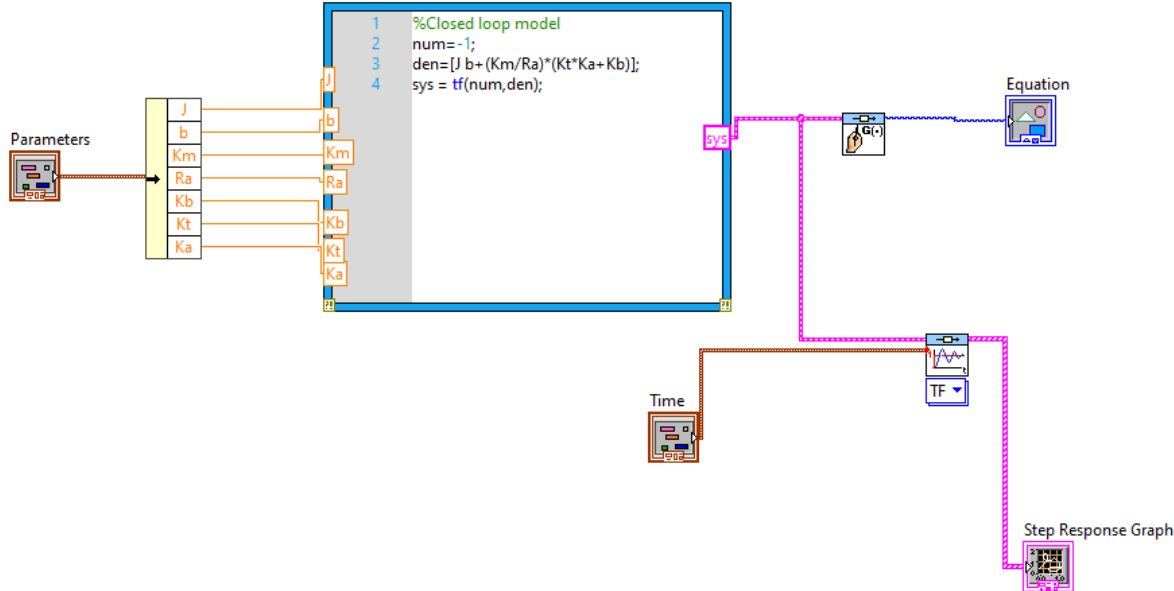 1 %Closed loop model
2 num=-1;
3 den=[J b+(Km/Ra)*(Kt*Ka+Kb)];
4 sys = tf(num,den);
Parameters
J
b
Km
Ra
Kb
Kt
Ka
J
b
Km
Ra
Kb
Kt
Ka
sys
Equation
G(·)
Time
t
TF
Step Response Graph